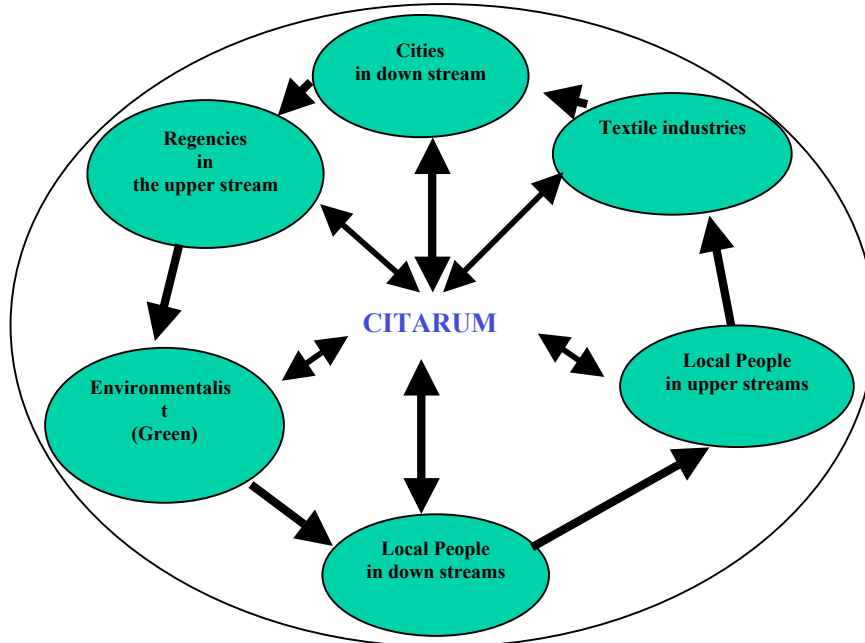 Cities
in down stream
Textile industries
Regencies
in
the upper stream
CITARUM
Local People
in upper streams
Environmentalis
t
(Green)
Local People
in down streams